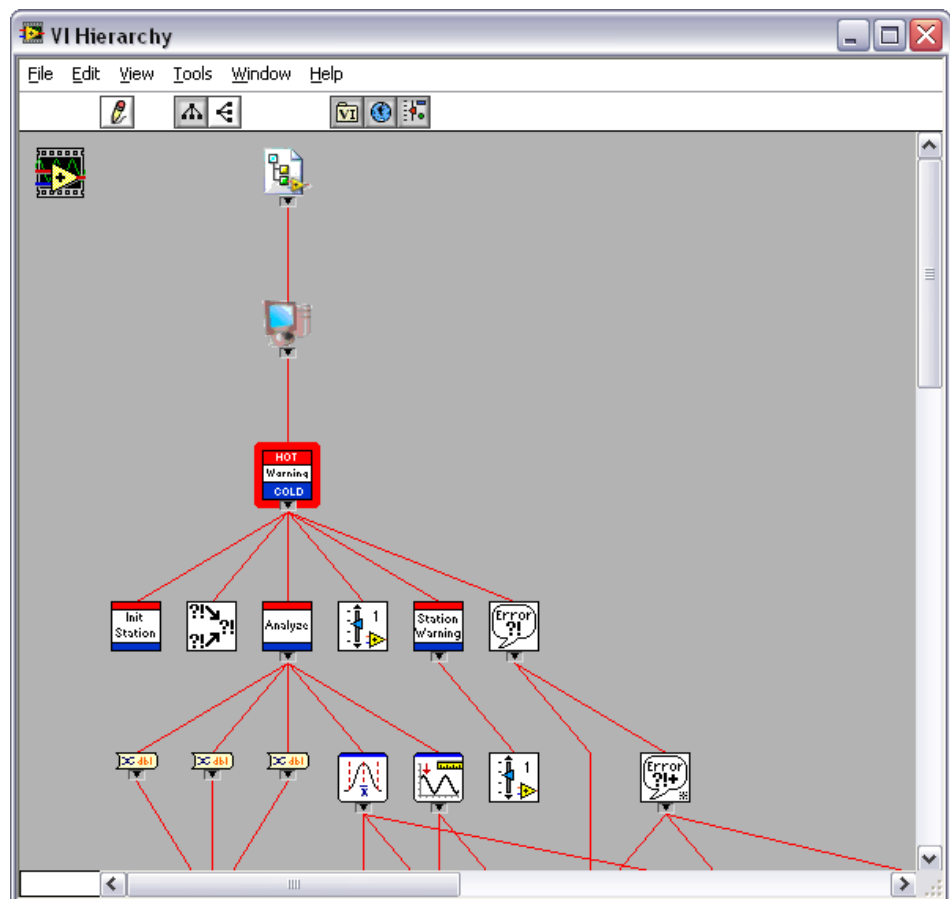 VI Hierarchy
File Edit View Tools Window Help
VI
HOT
Warning
COLD
Init
Station
?! ?!
?!
Analyze
1
Station
Warning
Error
?!
dbl
dbl
dbl
x
1
Error
?!+